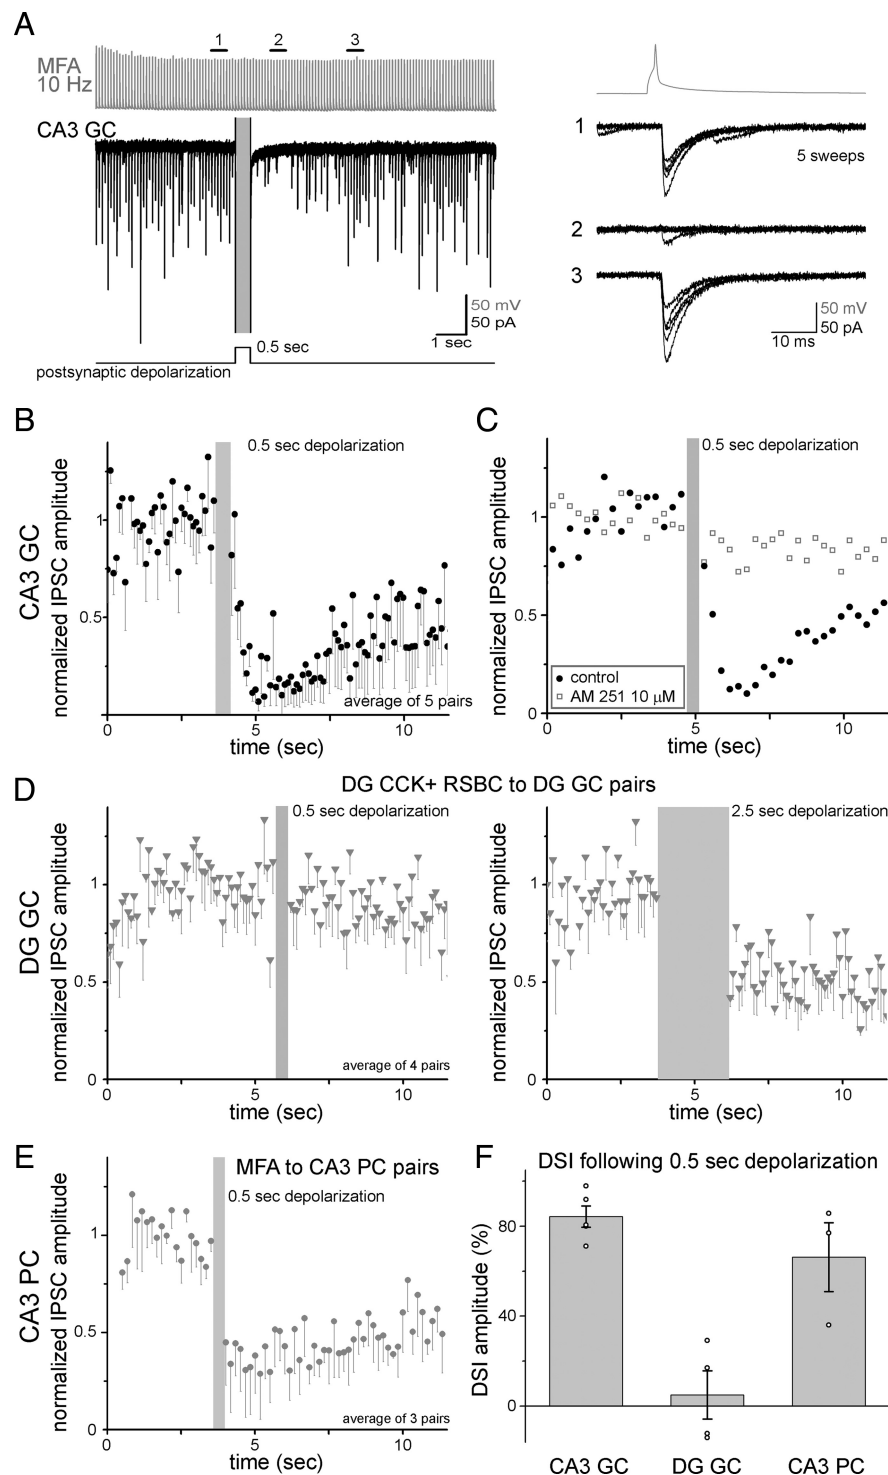 A
1 2 3
MFA
10 Hz
CA3 GC
50 mV
50 pA
1 sec
0.5 sec
postsynaptic depolarization
1
5 sweeps
2
3
50 mV
50 pA
10 ms
B
0.5 sec depolarization
CA3 GC
normalized IPSC amplitude
1
0.5
average of 5 pairs
0 5 10
time (sec)
C
0.5 sec depolarization
normalized IPSC amplitude
1
0.5
0
control
AM 251 10 μM
0 5 10
time (sec)
D
DG CCK+ RSBC to DG GC pairs
0.5 sec depolarization
DG GC
normalized IPSC amplitude
1
0.5
0
average of 4 pairs
0 5 10
time (sec)
2.5 sec depolarization
normalized IPSC amplitude
1
0.5
0
0 5 10
time (sec)
E
MFA to CA3 PC pairs
0.5 sec depolarization
CA3 PC
normalized IPSC amplitude
1
0.5
0
average of 3 pairs
0 5 10
time (sec)
F
DSI following 0.5 sec depolarization
DSI amplitude (%)
80
40
0
CA3 GC DG GC CA3 PC